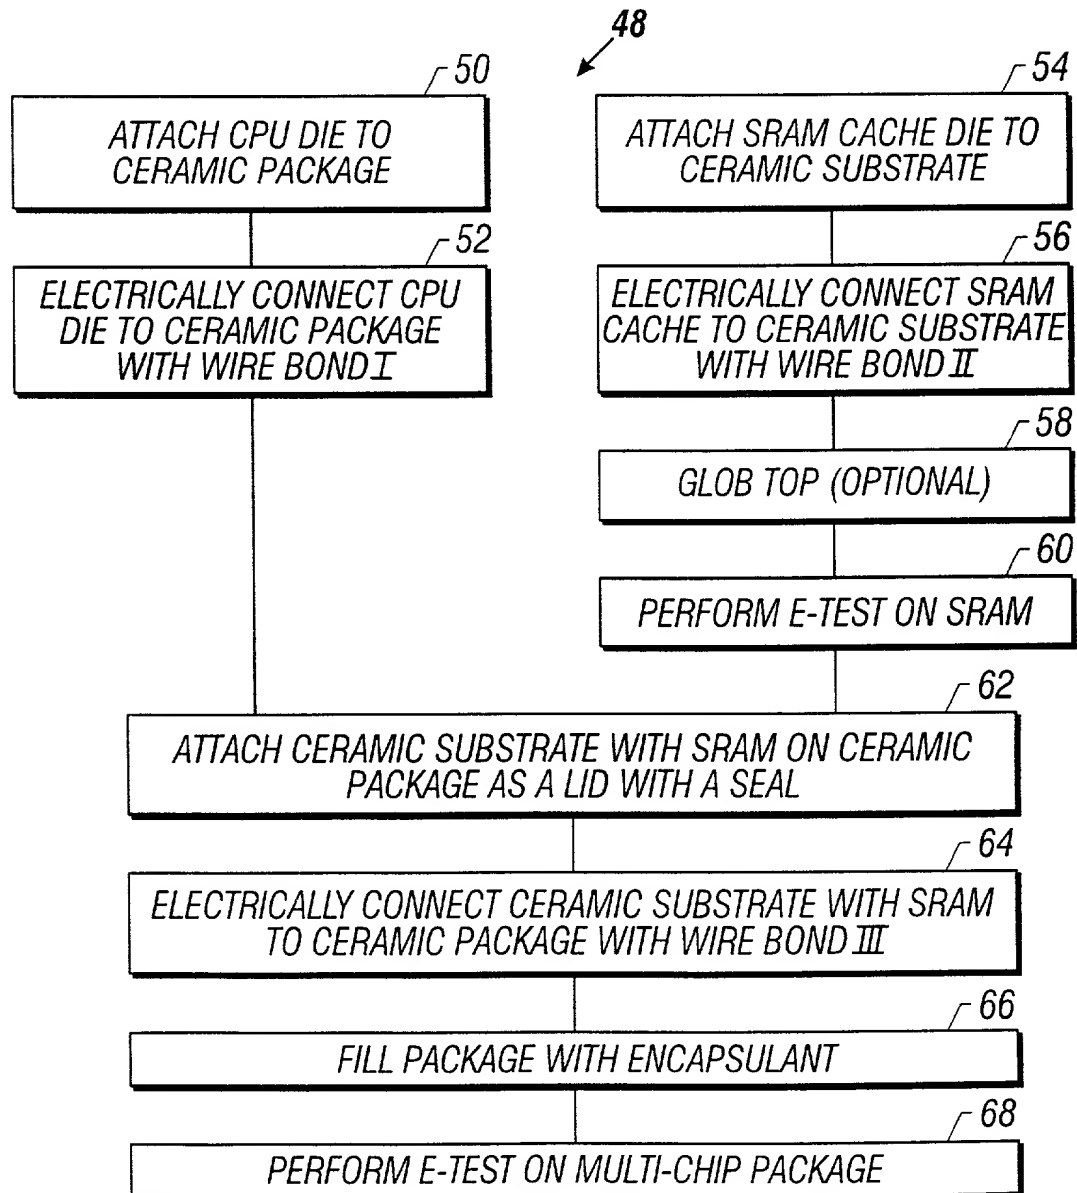 48
50
ATTACH CPU DIE TO
CERAMIC PACKAGE
54
ATTACH SRAM CACHE DIE TO
CERAMIC SUBSTRATE
52
ELECTRICALLY CONNECT CPU
DIE TO CERAMIC PACKAGE
WITH WIRE BOND I
56
ELECTRICALLY CONNECT SRAM
CACHE TO CERAMIC SUBSTRATE
WITH WIRE BOND II
58
GLOB TOP (OPTIONAL)
60
PERFORM E-TEST ON SRAM
62
ATTACH CERAMIC SUBSTRATE WITH SRAM ON CERAMIC
PACKAGE AS A LID WITH A SEAL
64
ELECTRICALLY CONNECT CERAMIC SUBSTRATE WITH SRAM
TO CERAMIC PACKAGE WITH WIRE BOND III
66
FILL PACKAGE WITH ENCAPSULANT
68
PERFORM E-TEST ON MULTI-CHIP PACKAGE